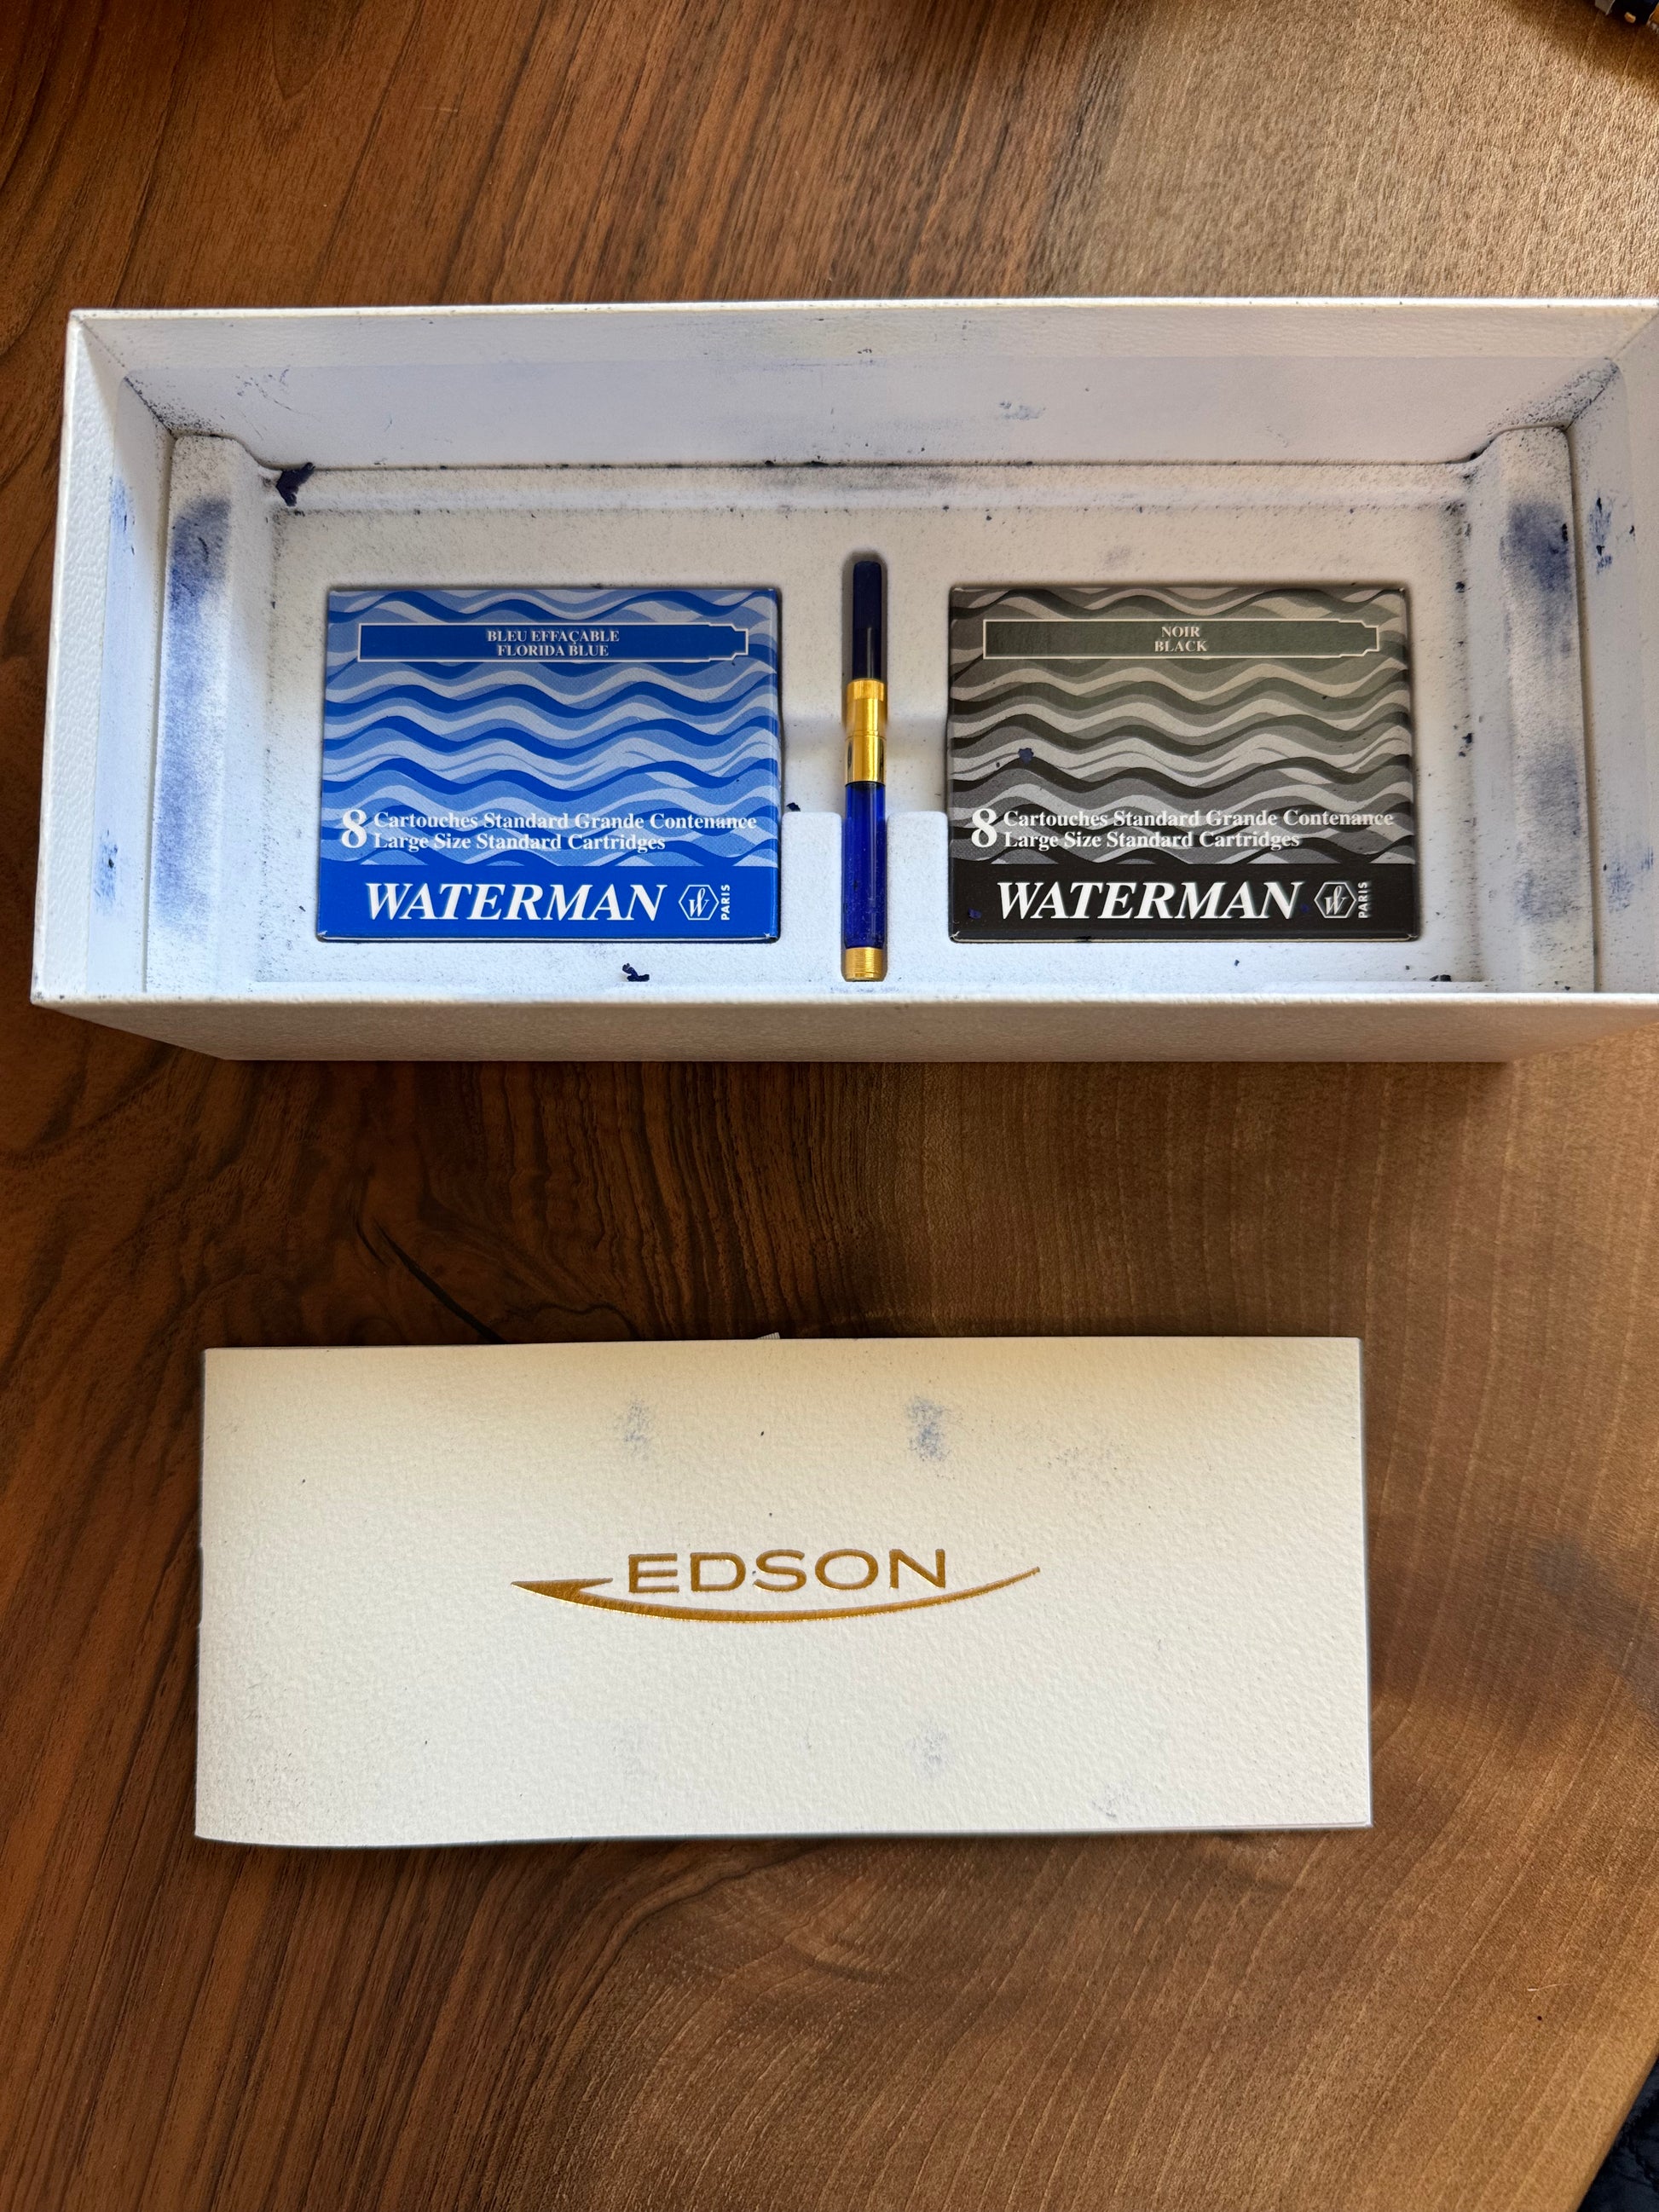 BLEU EFFAÇABLE
FLORIDA BLUE
8 Cartouches Standard Grande Contenance
Large Size Standard Cartridges
WATERMAN W PARIS
NOIR
BLACK
8 Cartouches Standard Grande Contenance
Large Size Standard Cartridges
WATERMAN W PARIS
EDSON